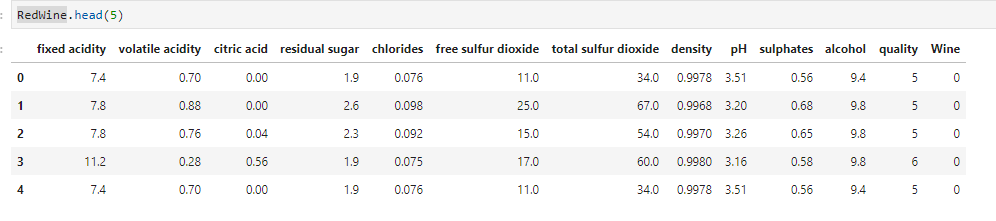 RedWine.head(5)
fixed acidity volatile acidity citric acid residual sugar chlorides free sulfur dioxide total sulfur dioxide density pH sulphates alcohol quality Wine
0 7.4 0.70 0.00 1.9 0.076 11.0 34.0 0.9978 3.51 0.56 9.4 5 0
1 7.8 0.88 0.00 2.6 0.098 25.0 67.0 0.9968 3.20 0.68 9.8 5 0
2 7.8 0.76 0.04 2.3 0.092 15.0 54.0 0.9970 3.26 0.65 9.8 5 0
3 11.2 0.28 0.56 1.9 0.075 17.0 60.0 0.9980 3.16 0.58 9.8 6 0
4 7.4 0.70 0.00 1.9 0.076 11.0 34.0 0.9978 3.51 0.56 9.4 5 0